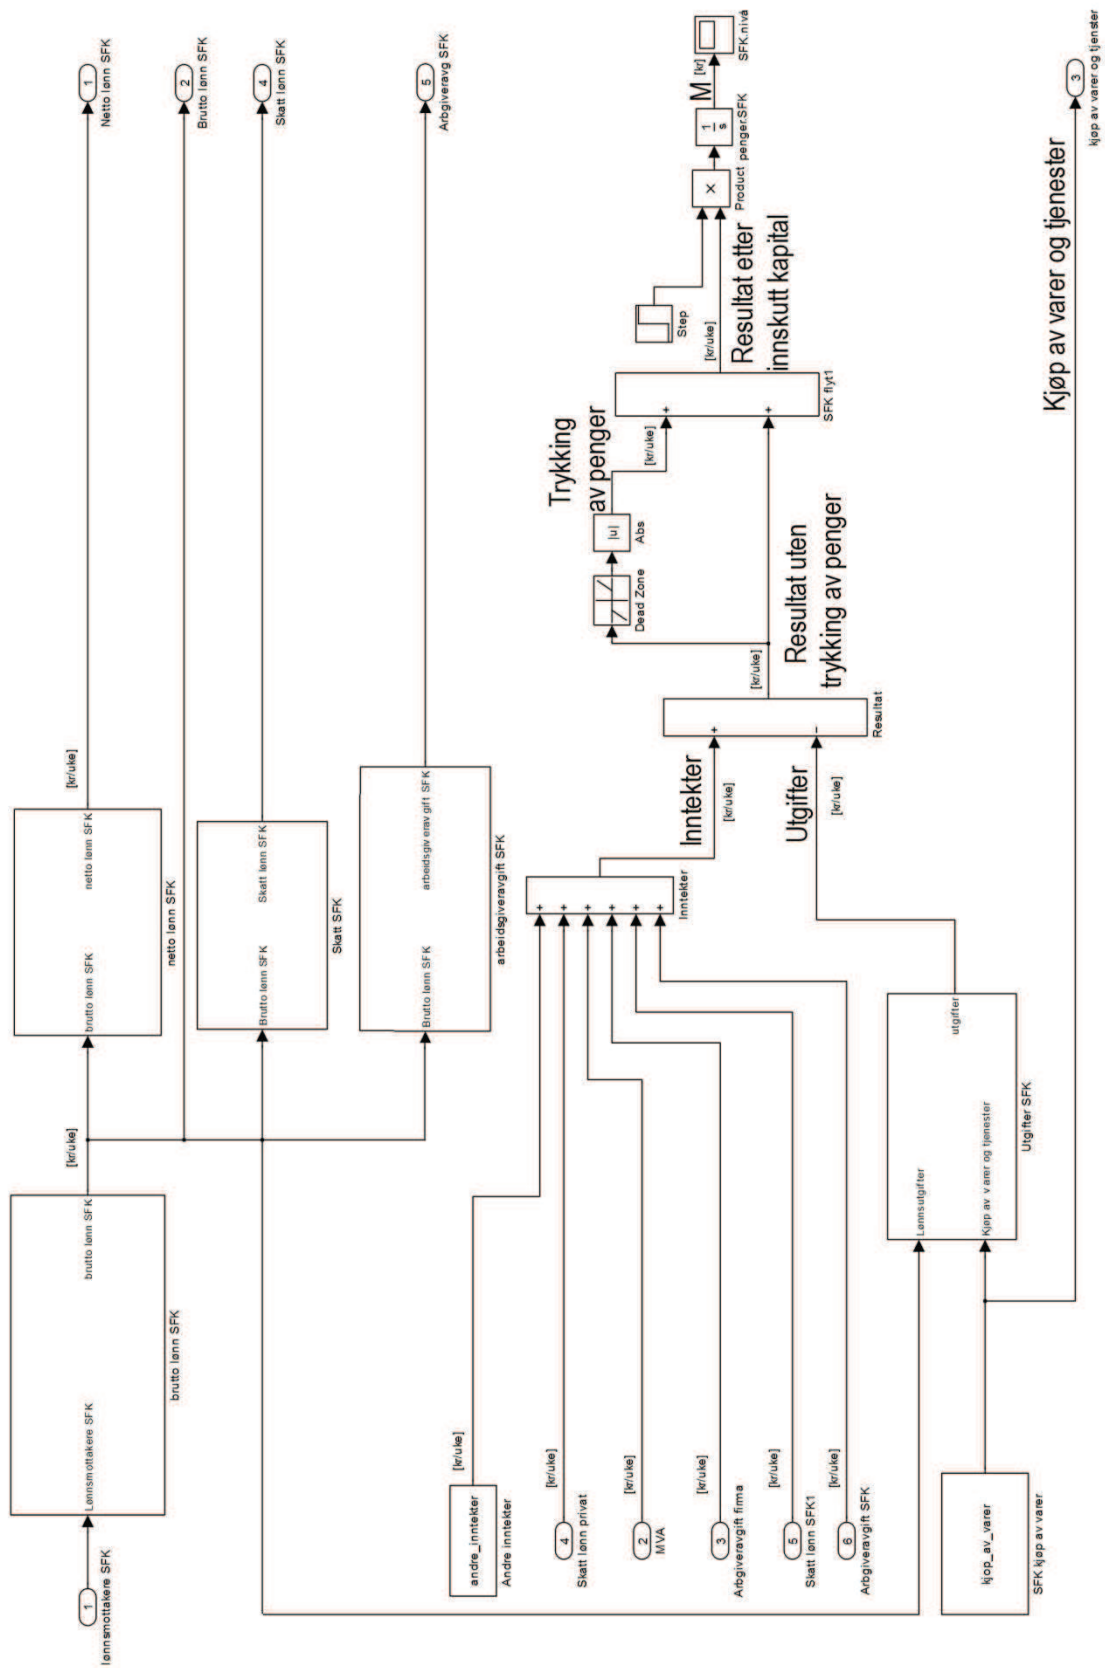 1
lønnsmottakere SFK
Lønnsmottakere SFK
brutto lønn SFK
brutto lønn SFK
[kr/uke]
brutto lønn SFK
netto lønn SFK
netto lønn SFK
[kr/uke]
1
Netto lønn SFK
2
Brutto lønn SFK
Brutto lønn SFK
Skatt lønn SFK
Skatt SFK
4
Skatt lønn SFK
Brutto lønn SFK
arbeidsgiveravgift SFK
arbeidsgiveravgift SFK
5
Arbgiveravg SFK
andre_inntekter
Andre inntekter
[kr/uke]
4
Skatt lønn privat
[kr/uke]
2
MVA
[kr/uke]
3
Arbgiveravgift firma
[kr/uke]
5
Skatt lønn SFK1
[kr/uke]
6
Arbgiveravgift SFK
[kr/uke]
+
+
+
+
+
+
Inntekter
Inntekter
[kr/uke]
Utgifter
[kr/uke]
+
-
Resultat
[kr/uke]
Resultat uten
trykking av penger
Dead Zone
|u|
Abs
Trykking
av penger
[kr/uke]
+
+
SFK flyt1
[kr/uke]
Resultat etter
innskutt kapital
Step
×
Product
1
s
penger.SFK
M
[kr]
SFK.nivå
kjop_av_varer
SFK kjøp av varer
Lønnsutgifter
Kjøp av varer og tjenester
utgifter
Utgifter SFK
Kjøp av varer og tjenester
3
kjøp av varer og tjenster